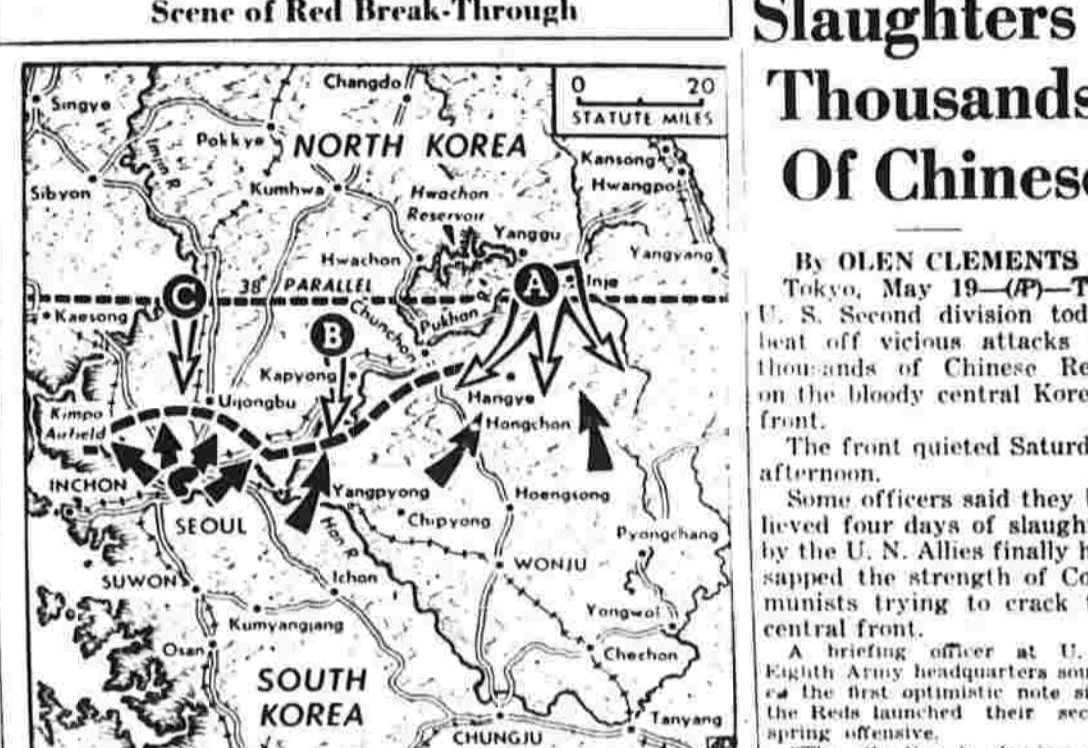 Scene of Red Break-Through
0 20
STATUTE MILES
Changdo
Singye
Pokkye
Imjin R.
NORTH KOREA
Kansong
Hwangpo
Sibyon
Kumhwa
Hwachon
Reservoir
Yanggu
Yangyang
Hwachon
Inje
38° PARALLEL
Kaesong
C
A
B
Pukhan R.
Chunchon
Kapyong
Uijongbu
Hangye
Kimpo
Airfield
Hongchon
INCHON
Yangpyong
Hoengsong
SEOUL
Chipyong
Han R.
Pyongchang
WONJU
SUWON
Ichon
Yongwol
Kumyangjang
Osan
Chechon
SOUTH
KOREA
Tanyang
CHUNGJU
Slaughters
Thousands
Of Chinese
By OLEN CLEMENTS
Tokyo, May 19—(AP)—T
U. S. Second division tod
beat off vicious attacks
thousands of Chinese Re
on the bloody central Kore
front.
The front quieted Saturd
afternoon.
Some officers said they b
lieved four days of slaugh
by the U. N. Allies finally h
sapped the strength of Co
munists trying to crack
central front.
A briefing officer at U.
Eighth Army headquarters sou
ed the first optimistic note si
the Reds launched their sec
spring offensive.